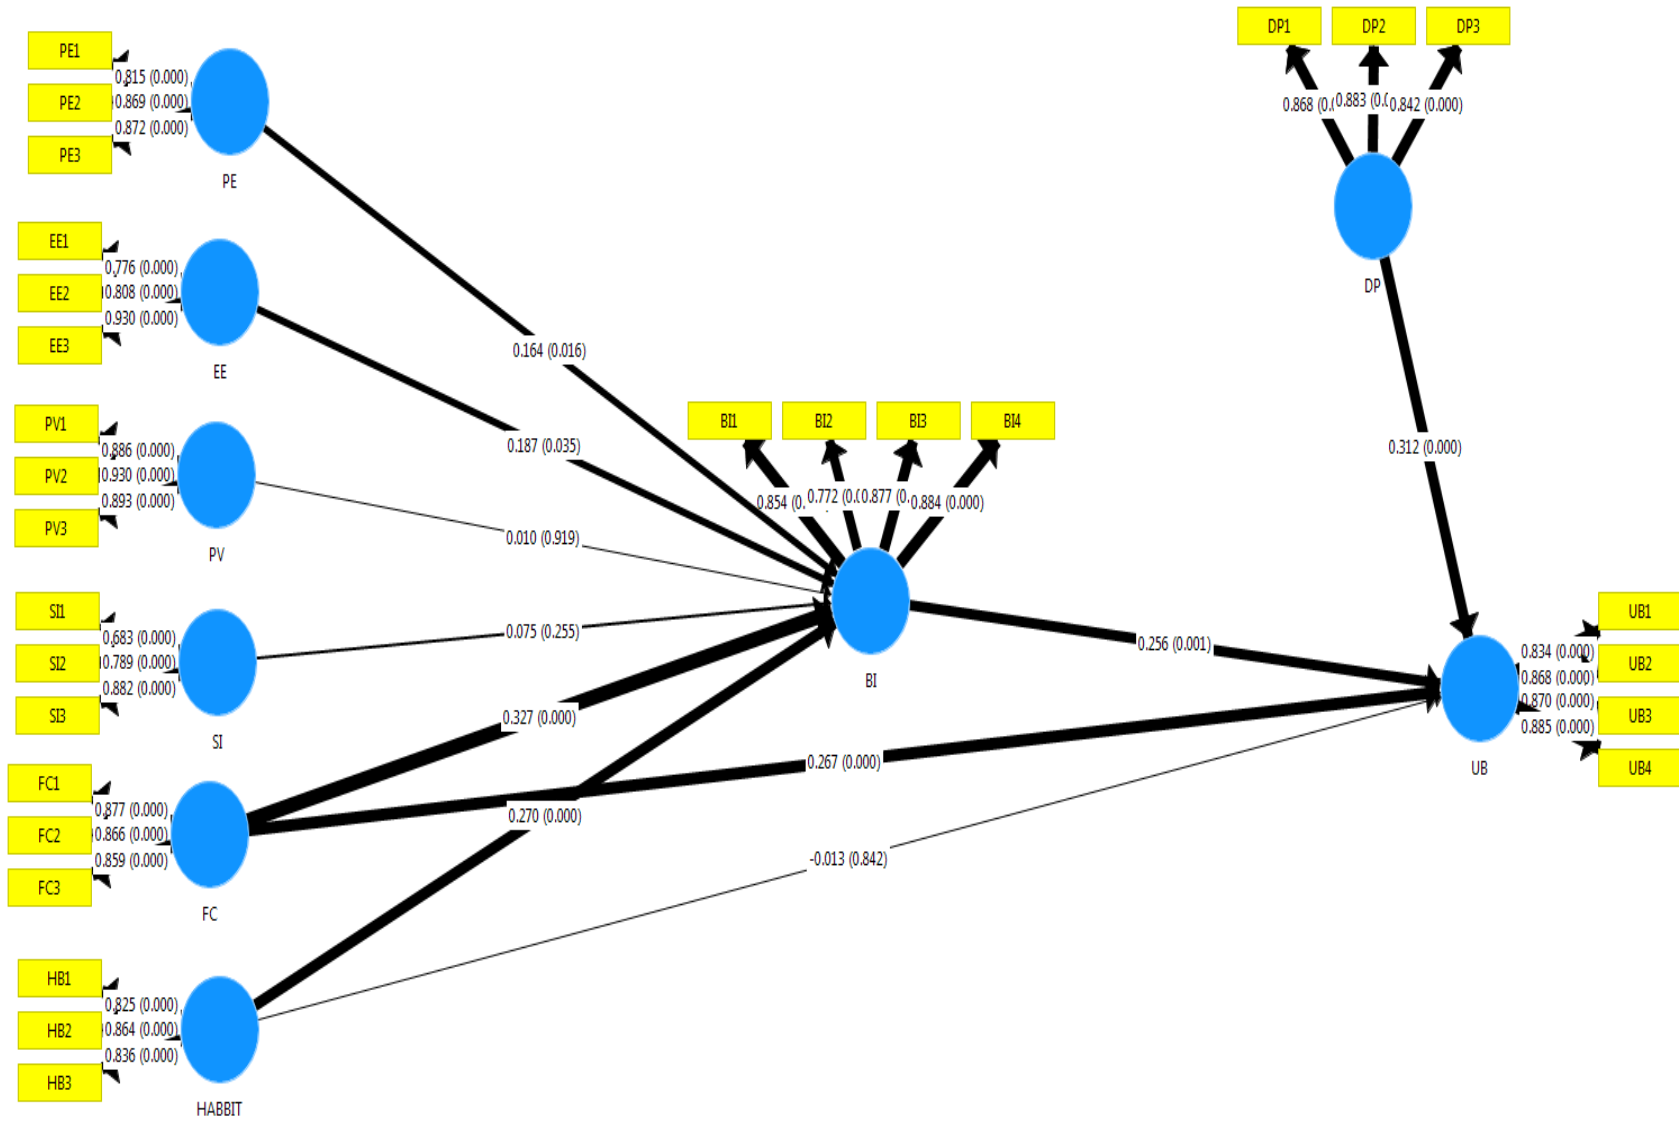 PE1
PE2
PE3
0.815 (0.000)
0.869 (0.000)
0.872 (0.000)
PE
EE1
EE2
EE3
0.776 (0.000)
0.808 (0.000)
0.930 (0.000)
EE
PV1
PV2
PV3
0.886 (0.000)
0.930 (0.000)
0.893 (0.000)
PV
SI1
SI2
SI3
0.683 (0.000)
0.789 (0.000)
0.882 (0.000)
SI
FC1
FC2
FC3
0.877 (0.000)
0.866 (0.000)
0.859 (0.000)
FC
HB1
HB2
HB3
0.825 (0.000)
0.864 (0.000)
0.836 (0.000)
HABBIT
0.164 (0.016)
0.187 (0.035)
0.010 (0.919)
0.075 (0.255)
0.327 (0.000)
0.270 (0.000)
0.267 (0.000)
-0.013 (0.842)
BI1
BI2
BI3
BI4
0.854
0.772
0.877
0.884 (0.000)
BI
0.256 (0.001)
DP1
DP2
DP3
0.868
0.883
0.842 (0.000)
DP
0.312 (0.000)
UB1
UB2
UB3
UB4
0.834 (0.000)
0.868 (0.000)
0.870 (0.000)
0.885 (0.000)
UB